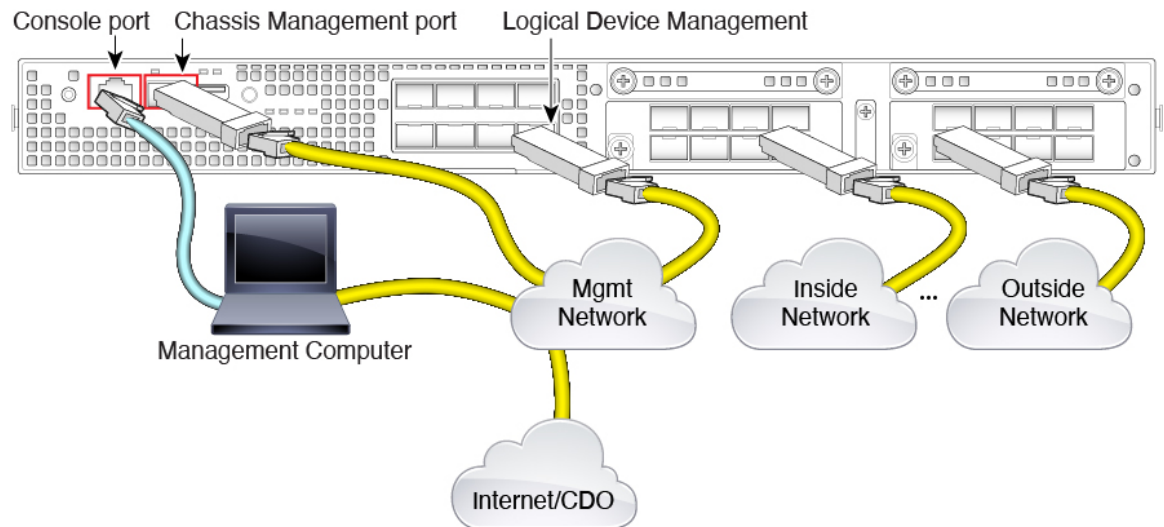 Console port
Chassis Management port
Logical Device Management
Mgmt
Network
Inside
Network
...
Outside
Network
Management Computer
Internet/CDO